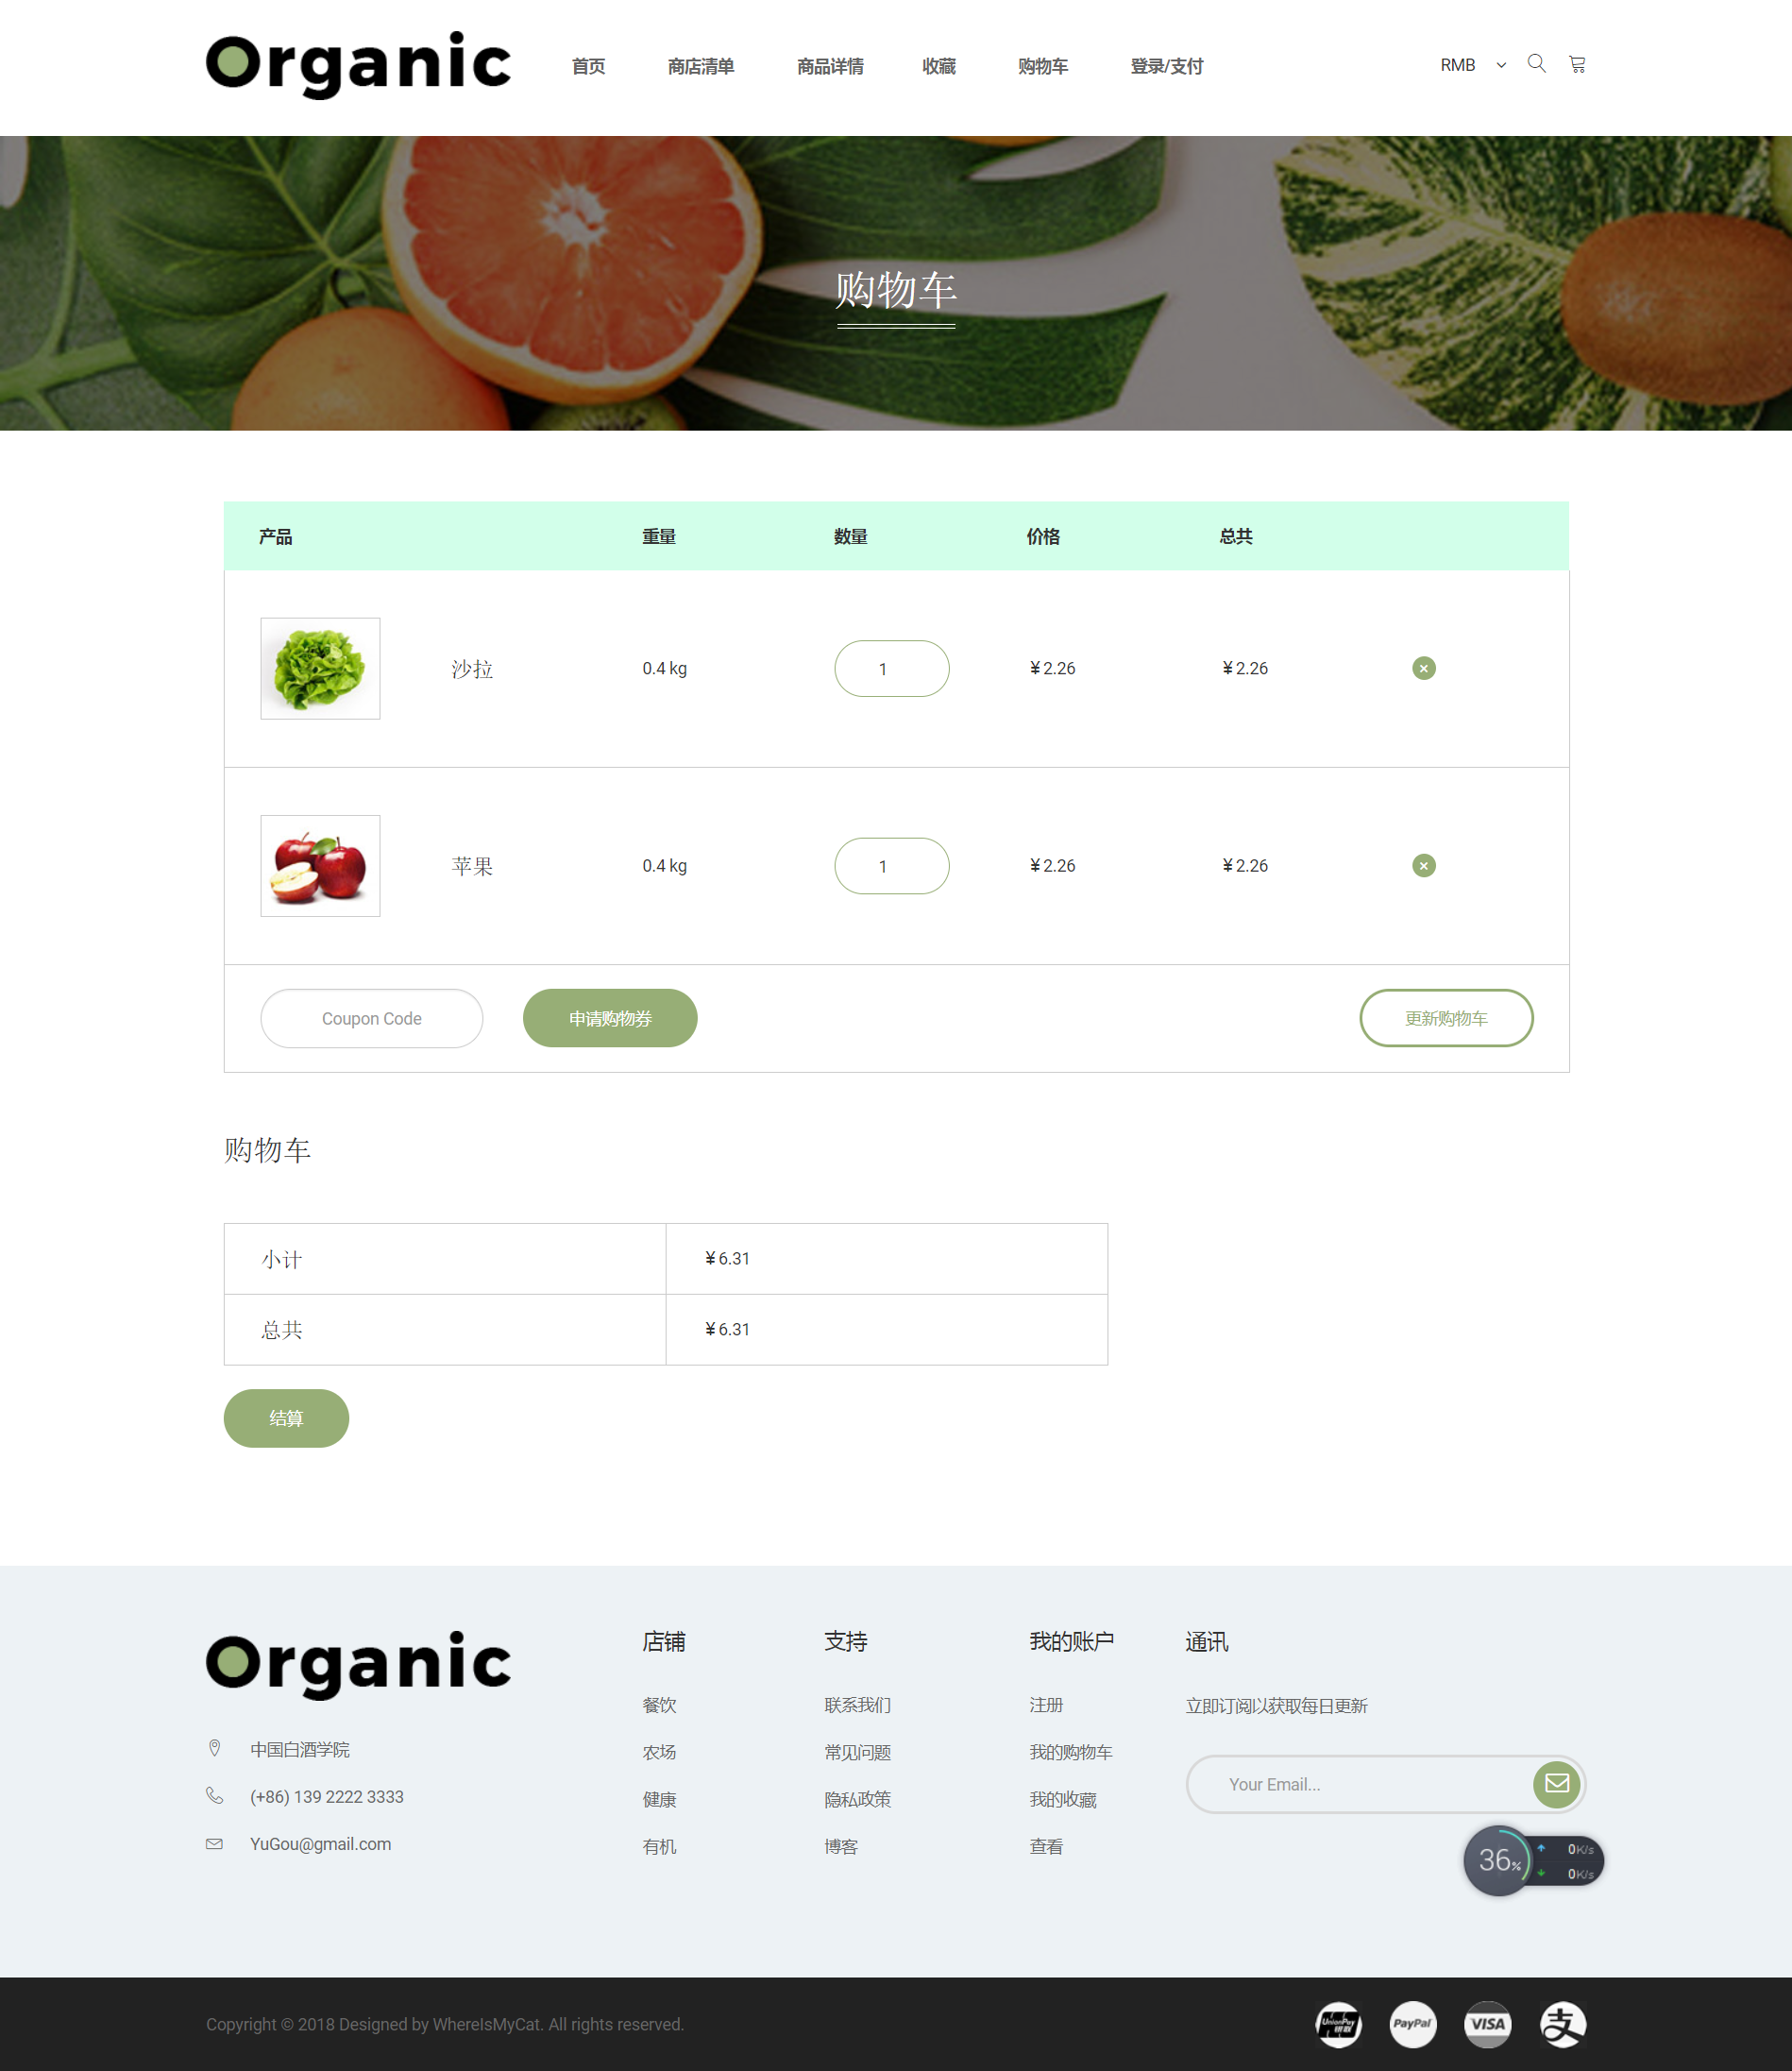 Organic
首页 商店清单 商品详情 收藏 购物车 登录/支付 RMB
购物车
产品 重量 数量 价格 总共
沙拉 0.4 kg 1 ¥2.26 ¥2.26
苹果 0.4 kg 1 ¥2.26 ¥2.26
Coupon Code 申请购物券 更新购物车
购物车
小计 ¥6.31
总共 ¥6.31
结算
Organic
店铺 支持 我的账户 通讯
餐饮 联系我们 注册 立即订阅以获取每日更新
中国白酒学院 农场 常见问题 我的购物车
Your Email...
(+86) 139 2222 3333 健康 隐私政策 我的收藏
YuGou@gmail.com 有机 博客 查看
36% 0K/s
0K/s
Copyright © 2018 Designed by WhereIsMyCat. All rights reserved.
UnionPay 银联 PayPal VISA 支